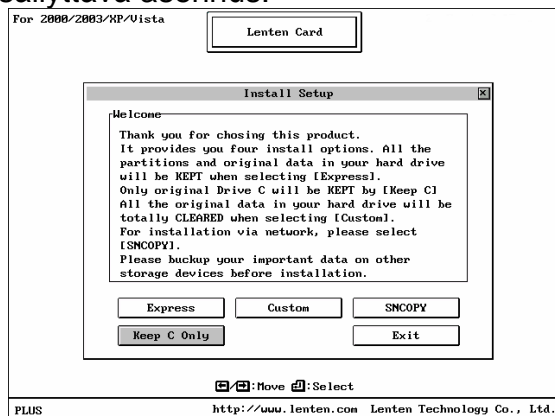 säilyttävä asennus.
For 2000/2003/XP/Vista
Lenten Card
Install Setup
Welcome
Thank you for chosing this product.
It provides you four install options. All the
partitions and original data in your hard drive
will be KEPT when selecting [Express].
Only original Drive C will be KEPT by [Keep C]
All the original data in your hard drive will be
totally CLEARED when selecting [Custom].
For installation via network, please select
[SNCOPY].
Please buckup your important data on other
storage devices before installation.
Express Custom SNCOPY
Keep C Only Exit
:Move :Select
PLUS http://www.lenten.com Lenten Technology Co., Ltd.